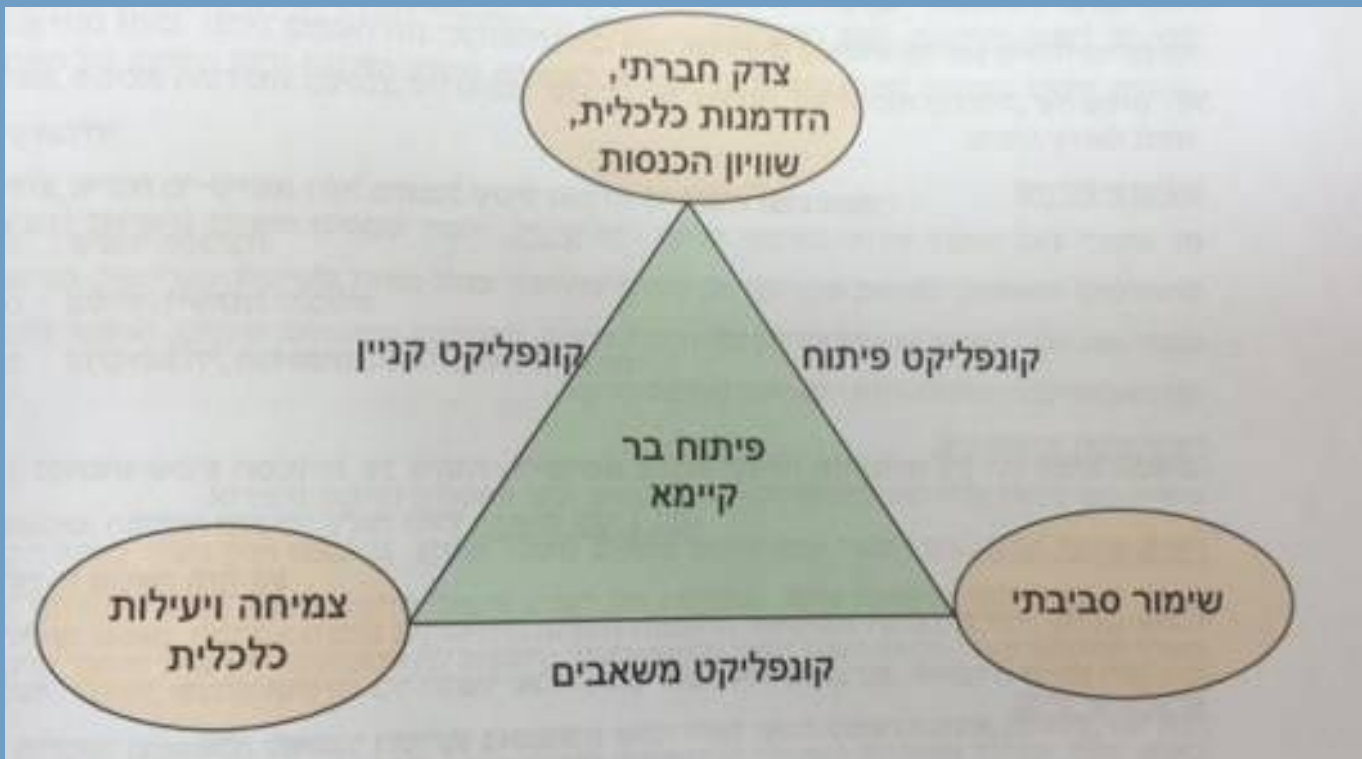 צדק חברתי,
הזדמנות כלכלית,
שוויון הכנסות
קונפליקט פיתוח
קונפליקט קניין
פיתוח בר
קיימא
שימור סביבתי
צמיחה ויעילות
כלכלית
קונפליקט משאבים